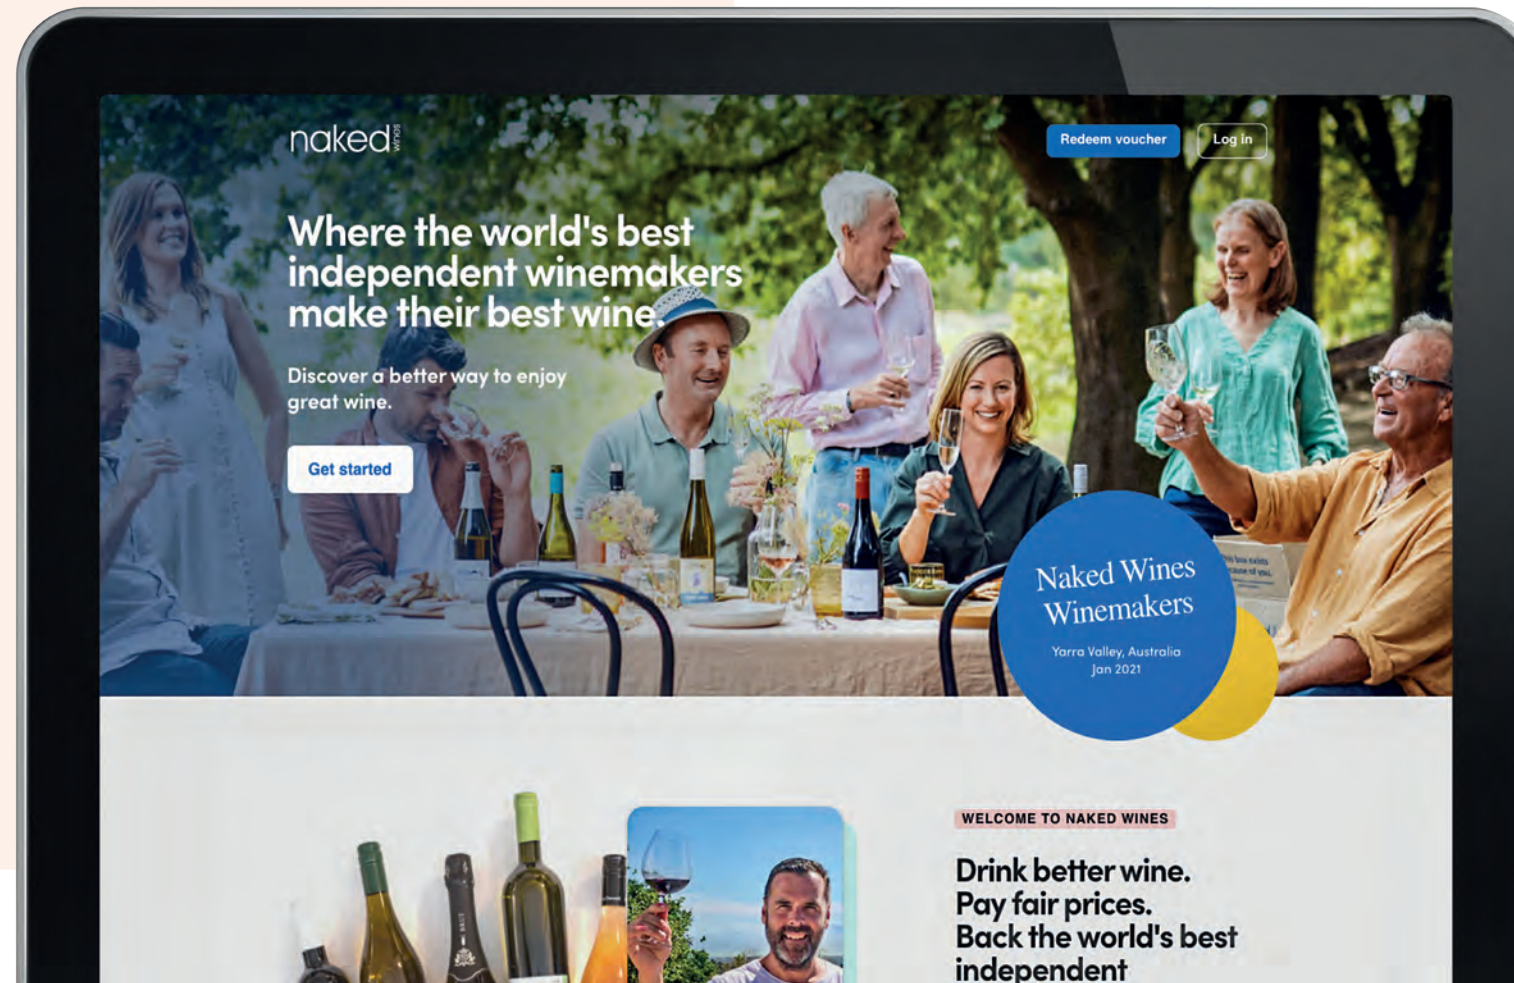 naked wines
Redeem voucher
Log in
Where the world's best
independent winemakers
make their best wine.
Discover a better way to enjoy
great wine.
Get started
Naked Wines
Winemakers
Yarra Valley, Australia
Jan 2021
WELCOME TO NAKED WINES
Drink better wine.
Pay fair prices.
Back the world's best
independent
BRUT